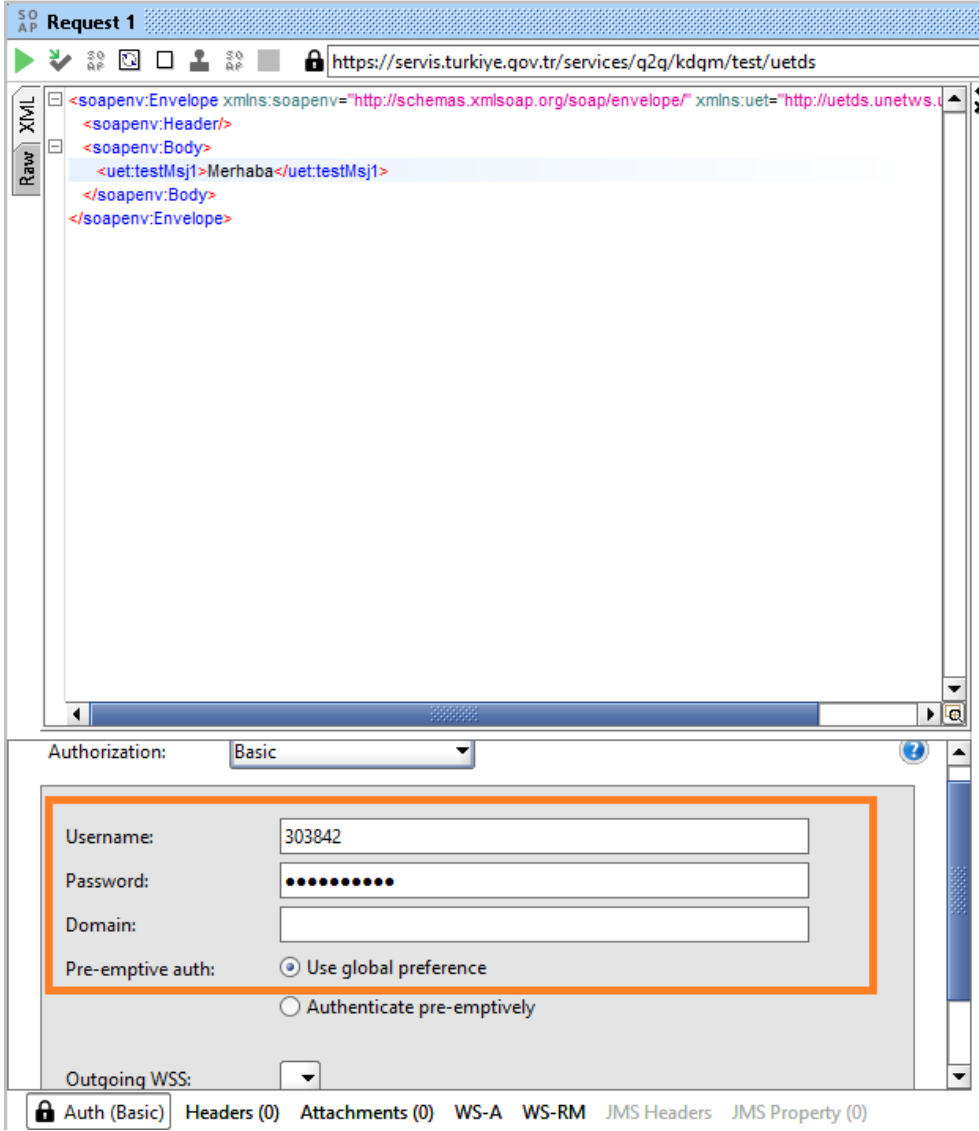 SOAP Request 1
SOAP SOAP https://servis.turkiye.gov.tr/services/g2g/kdgm/test/uetds
XML
Raw
<soapenv:Envelope xmlns:soapenv="http://schemas.xmlsoap.org/soap/envelope/" xmlns:uet="http://uetds.unetws.u
<soapenv:Header/>
<soapenv:Body>
<uet:testMsj1>Merhaba</uet:testMsj1>
</soapenv:Body>
</soapenv:Envelope>
Authorization: Basic
Username: 303842
Password: ●●●●●●●●●●
Domain:
Pre-emptive auth: Use global preference
Authenticate pre-emptively
Outgoing WSS:
Auth (Basic) Headers (0) Attachments (0) WS-A WS-RM JMS Headers JMS Property (0)